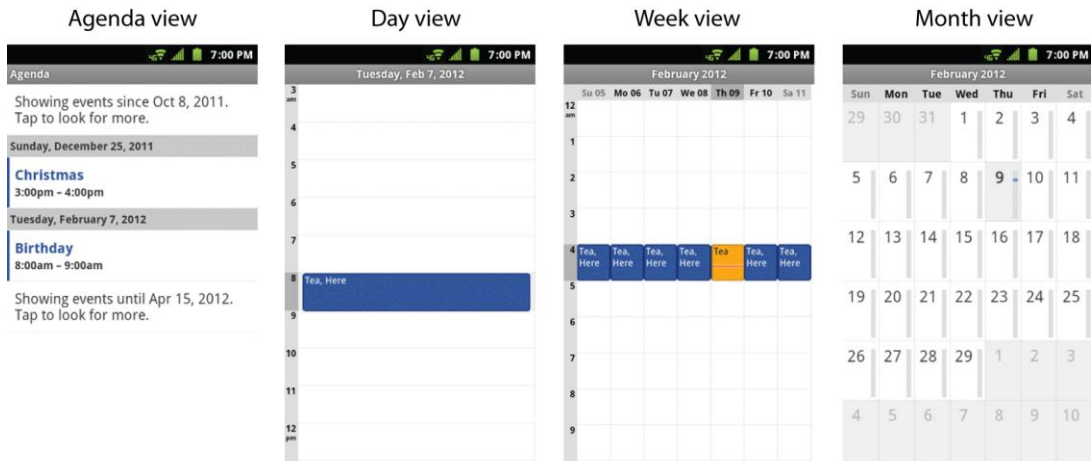 Agenda view
Day view
Week view
Month view
7:00 PM
Agenda
Showing events since Oct 8, 2011.
Tap to look for more.
Sunday, December 25, 2011
Christmas
3:00pm – 4:00pm
Tuesday, February 7, 2012
Birthday
8:00am – 9:00am
Showing events until Apr 15, 2012.
Tap to look for more.
4G 7:00 PM
Tuesday, Feb 7, 2012
3
am
4
5
6
7
8
Tea, Here
9
10
11
12
pm
4G 7:00 PM
February 2012
Su 05 Mo 06 Tu 07 We 08 Th 09 Fr 10 Sa 11
12
am
1
2
3
4
Tea, Tea, Tea, Tea, Tea Tea, Tea,
Here Here Here Here Here Here
5
6
7
8
9
4G 7:00 PM
February 2012
Sun Mon Tue Wed Thu Fri Sat
29 30 31 1 2 3 4
5 6 7 8 9 10 11
12 13 14 15 16 17 18
19 20 21 22 23 24 25
26 27 28 29 1 2 3
4 5 6 7 8 9 10